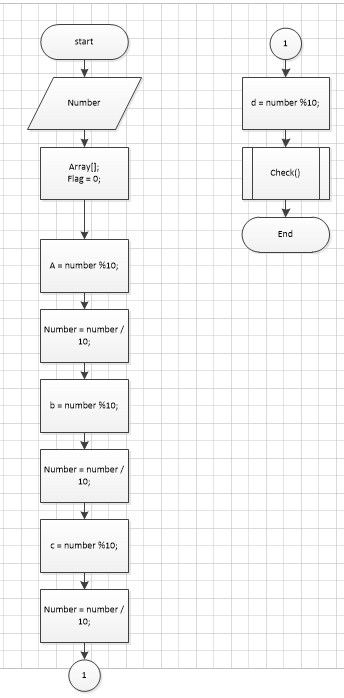 start
Number
Array[];
Flag = 0;
A = number %10;
Number = number /
10;
b = number %10;
Number = number /
10;
c = number %10;
Number = number /
10;
1
1
d = number %10;
Check()
End